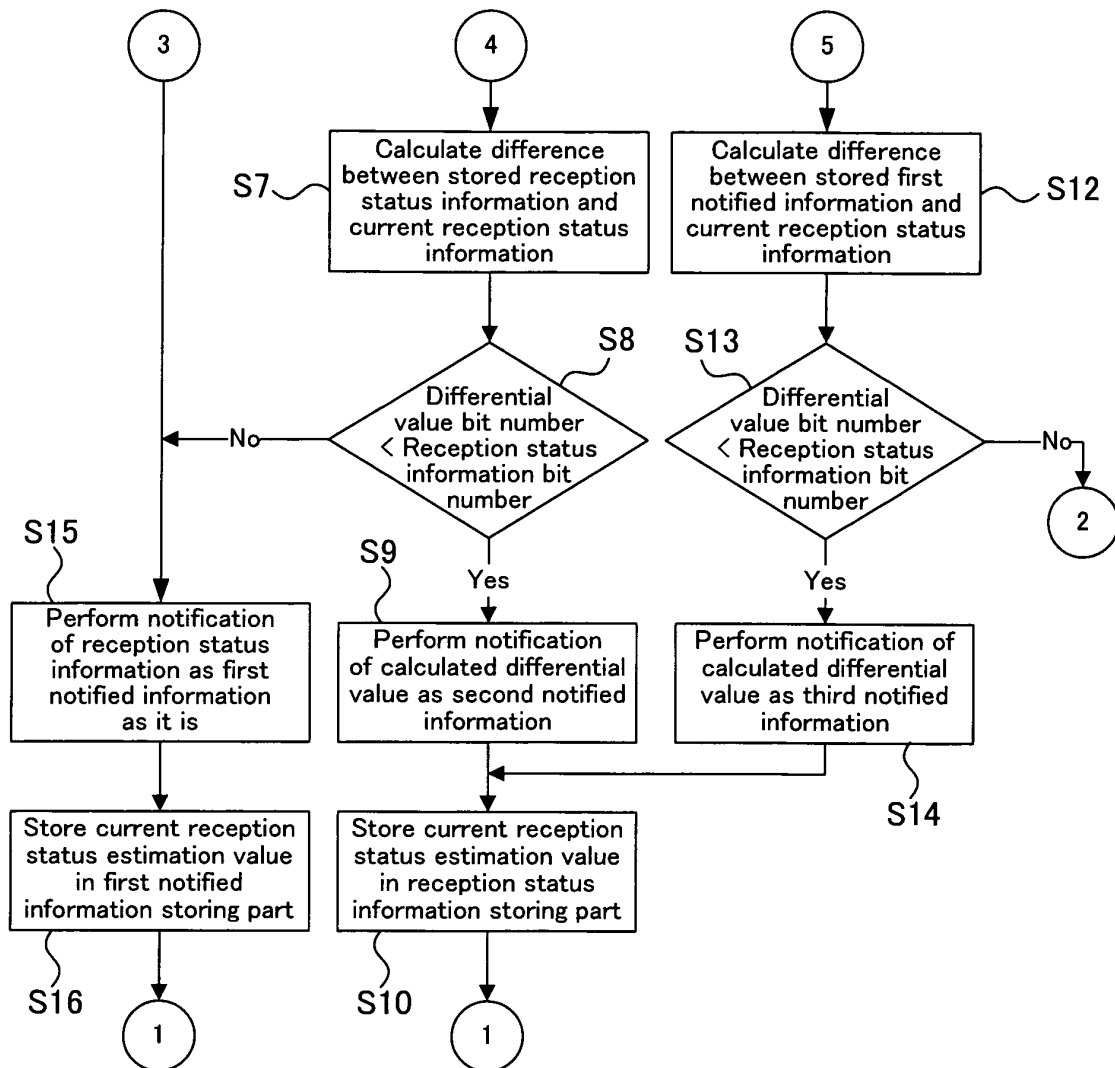 3
4
5
Calculate difference
between stored reception
status information and
current reception status
information
S7
Calculate difference
between stored first
notified information and
current reception status
information
S12
S8
Differential
value bit number
< Reception status
information bit
number
No
S13
Differential
value bit number
< Reception status
information bit
number
No
2
Yes
Yes
S15
Perform notification
of reception status
information as first
notified information
as it is
S9
Perform notification
of calculated differential
value as second notified
information
Perform notification of
calculated differential
value as third notified
information
S14
Store current reception
status estimation value
in first notified
information storing part
S16
Store current reception
status estimation value
in reception status
information storing part
S10
1
1